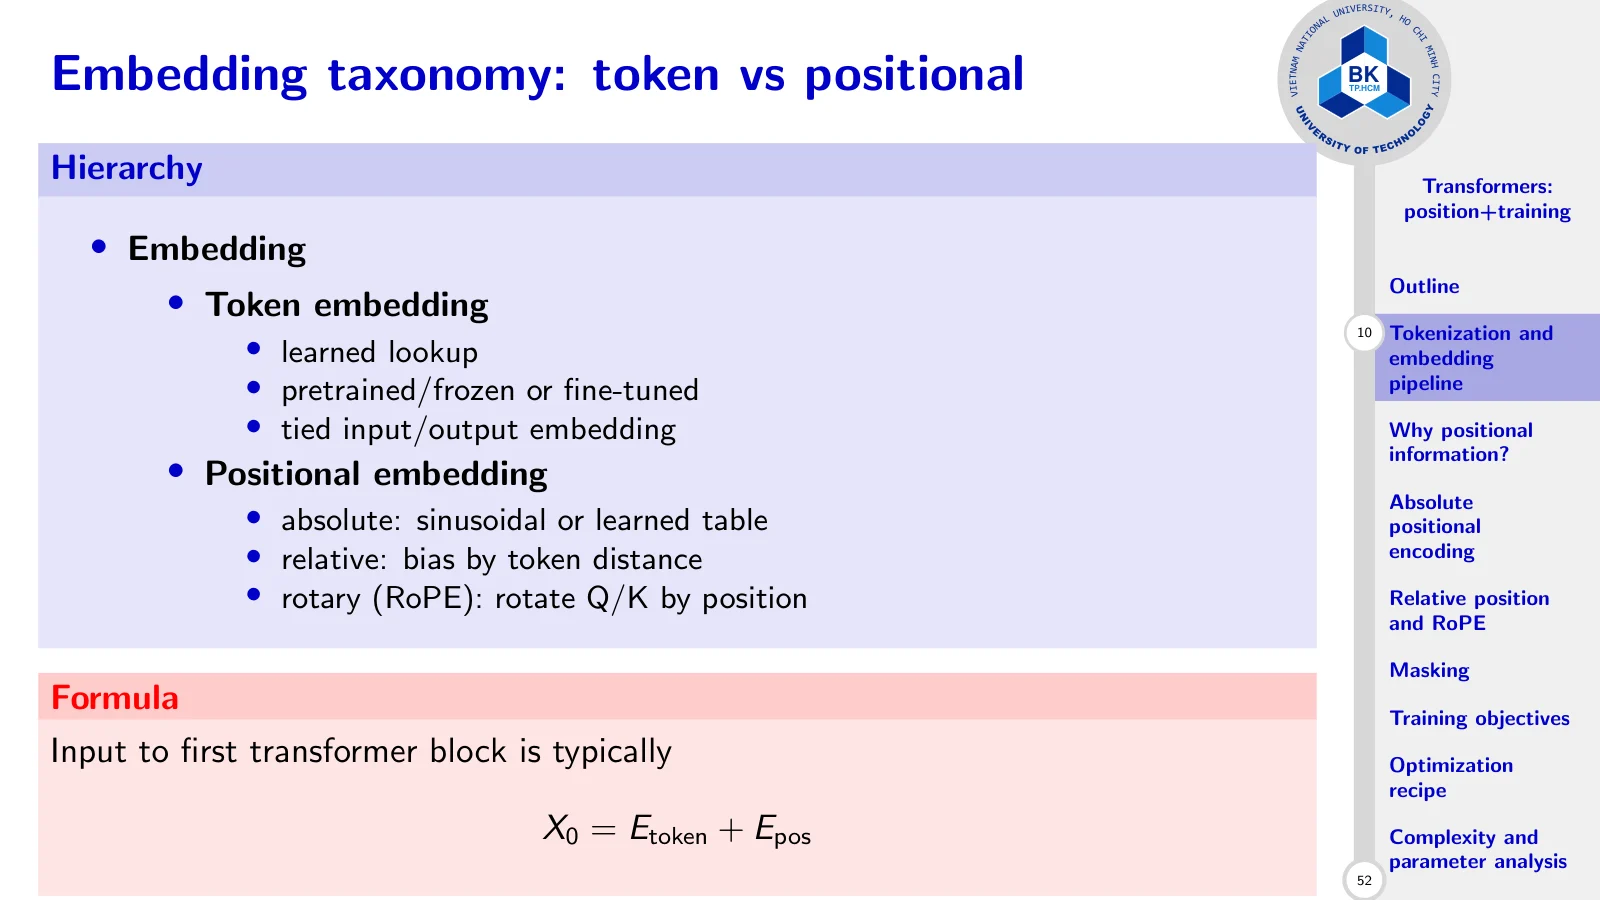 Embedding taxonomy: token vs positional
Hierarchy
• Embedding
• Token embedding
• learned lookup
• pretrained/frozen or fine-tuned
• tied input/output embedding
• Positional embedding
• absolute: sinusoidal or learned table
• relative: bias by token distance
• rotary (RoPE): rotate Q/K by position
Formula
Input to first transformer block is typically
X₀ = E_token + E_pos
VIETNAM NATIONAL UNIVERSITY, HO CHI MINH CITY
BK
TP.HCM
UNIVERSITY OF TECHNOLOGY
Transformers:
position+training
Outline
10
Tokenization and
embedding
pipeline
Why positional
information?
Absolute
positional
encoding
Relative position
and RoPE
Masking
Training objectives
Optimization
recipe
Complexity and
parameter analysis
52